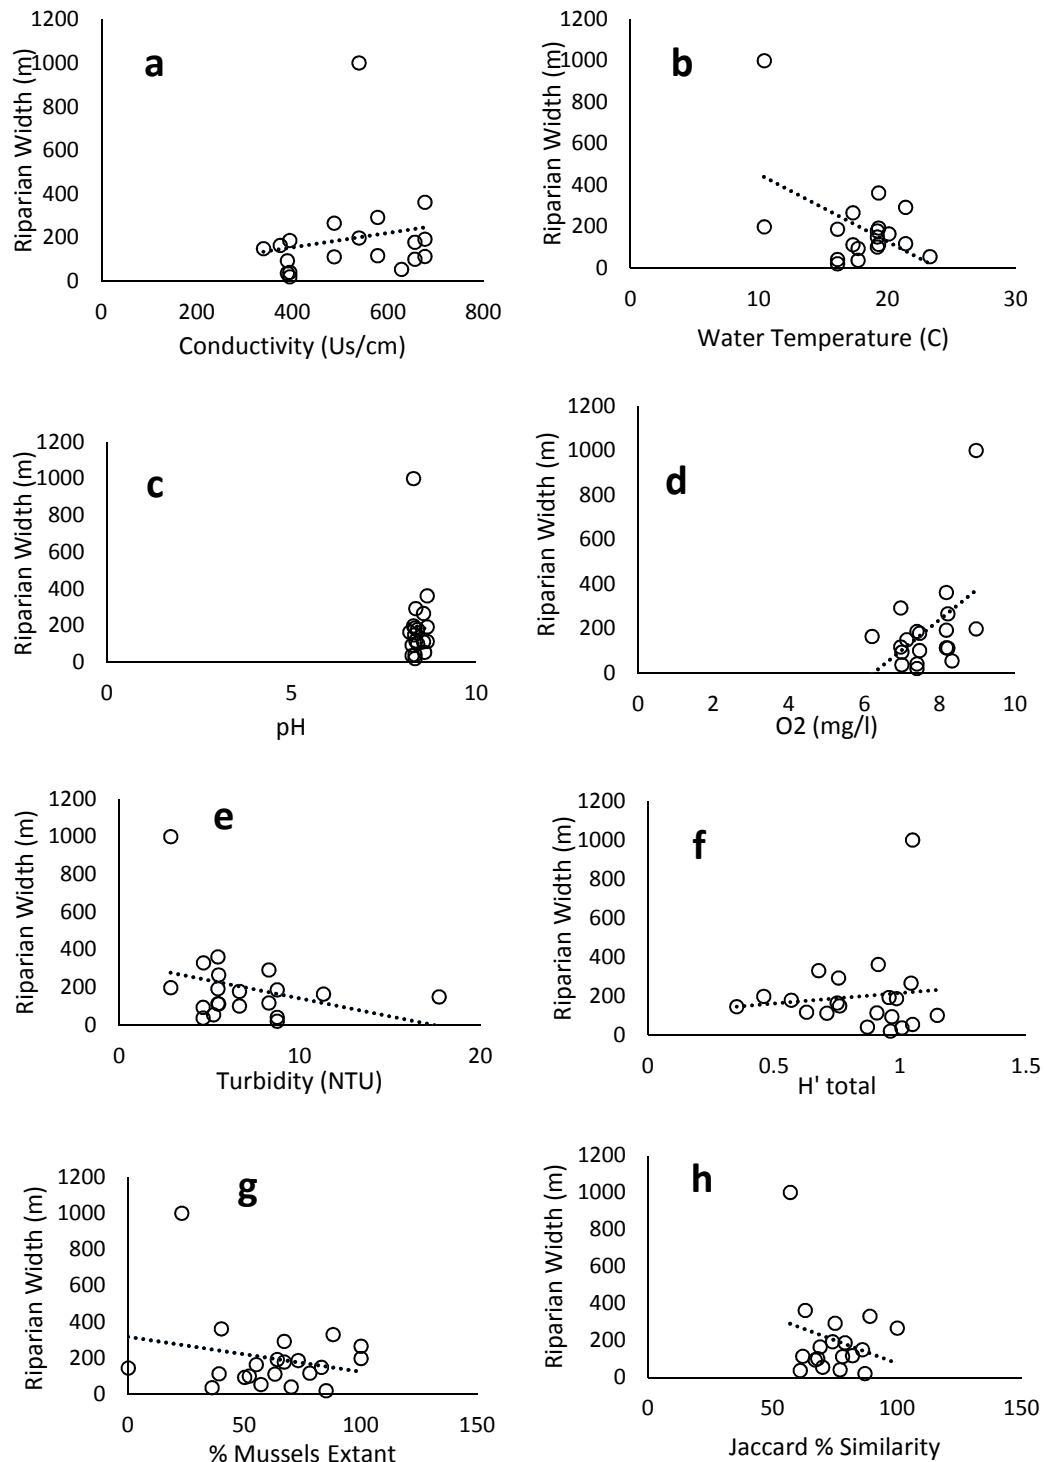 a
Riparian Width (m)
1200
1000
800
600
400
200
0
0 200 400 600 800
Conductivity (Us/cm)
b
Riparian Width (m)
1200
1000
800
600
400
200
0
0 10 20 30
Water Temperature (C)
c
Riparian Width (m)
1200
1000
800
600
400
200
0
0 5 10
pH
d
Riparian Width (m)
1200
1000
800
600
400
200
0
0 2 4 6 8 10
O2 (mg/l)
e
Riparian Width (m)
1200
1000
800
600
400
200
0
0 10 20
Turbidity (NTU)
f
Riparian Width (m)
1200
1000
800
600
400
200
0
0 0.5 1 1.5
H' total
g
Riparian Width (m)
1200
1000
800
600
400
200
0
0 50 100 150
% Mussels Extant
h
Riparian Width (m)
1200
1000
800
600
400
200
0
0 50 100 150
Jaccard % Similarity